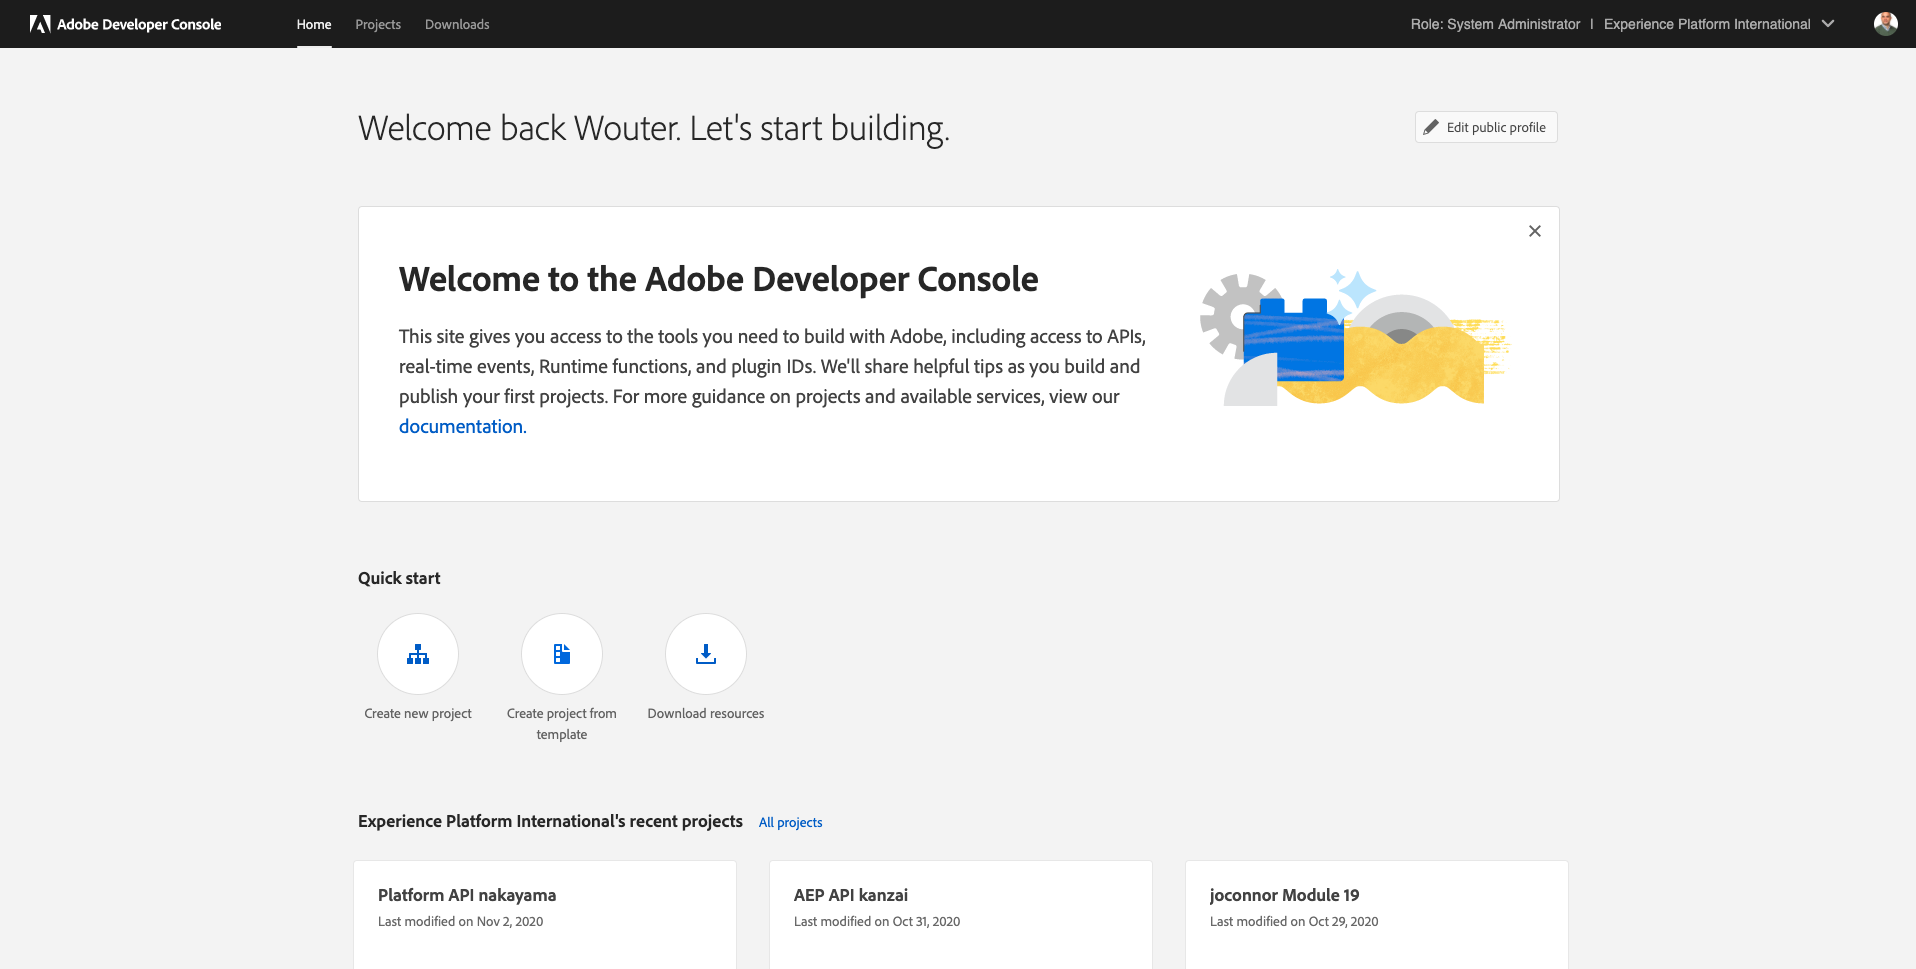 Adobe Developer Console
Home
Projects
Downloads
Role: System Administrator | Experience Platform International
Welcome back Wouter. Let's start building.
Edit public profile
Welcome to the Adobe Developer Console
This site gives you access to the tools you need to build with Adobe, including access to APIs,
real-time events, Runtime functions, and plugin IDs. We'll share helpful tips as you build and
publish your first projects. For more guidance on projects and available services, view our
documentation.
Quick start
Create new project
Create project from
template
Download resources
Experience Platform International's recent projects
All projects
Platform API nakayama
Last modified on Nov 2, 2020
AEP API kanzai
Last modified on Oct 31, 2020
joconnor Module 19
Last modified on Oct 29, 2020